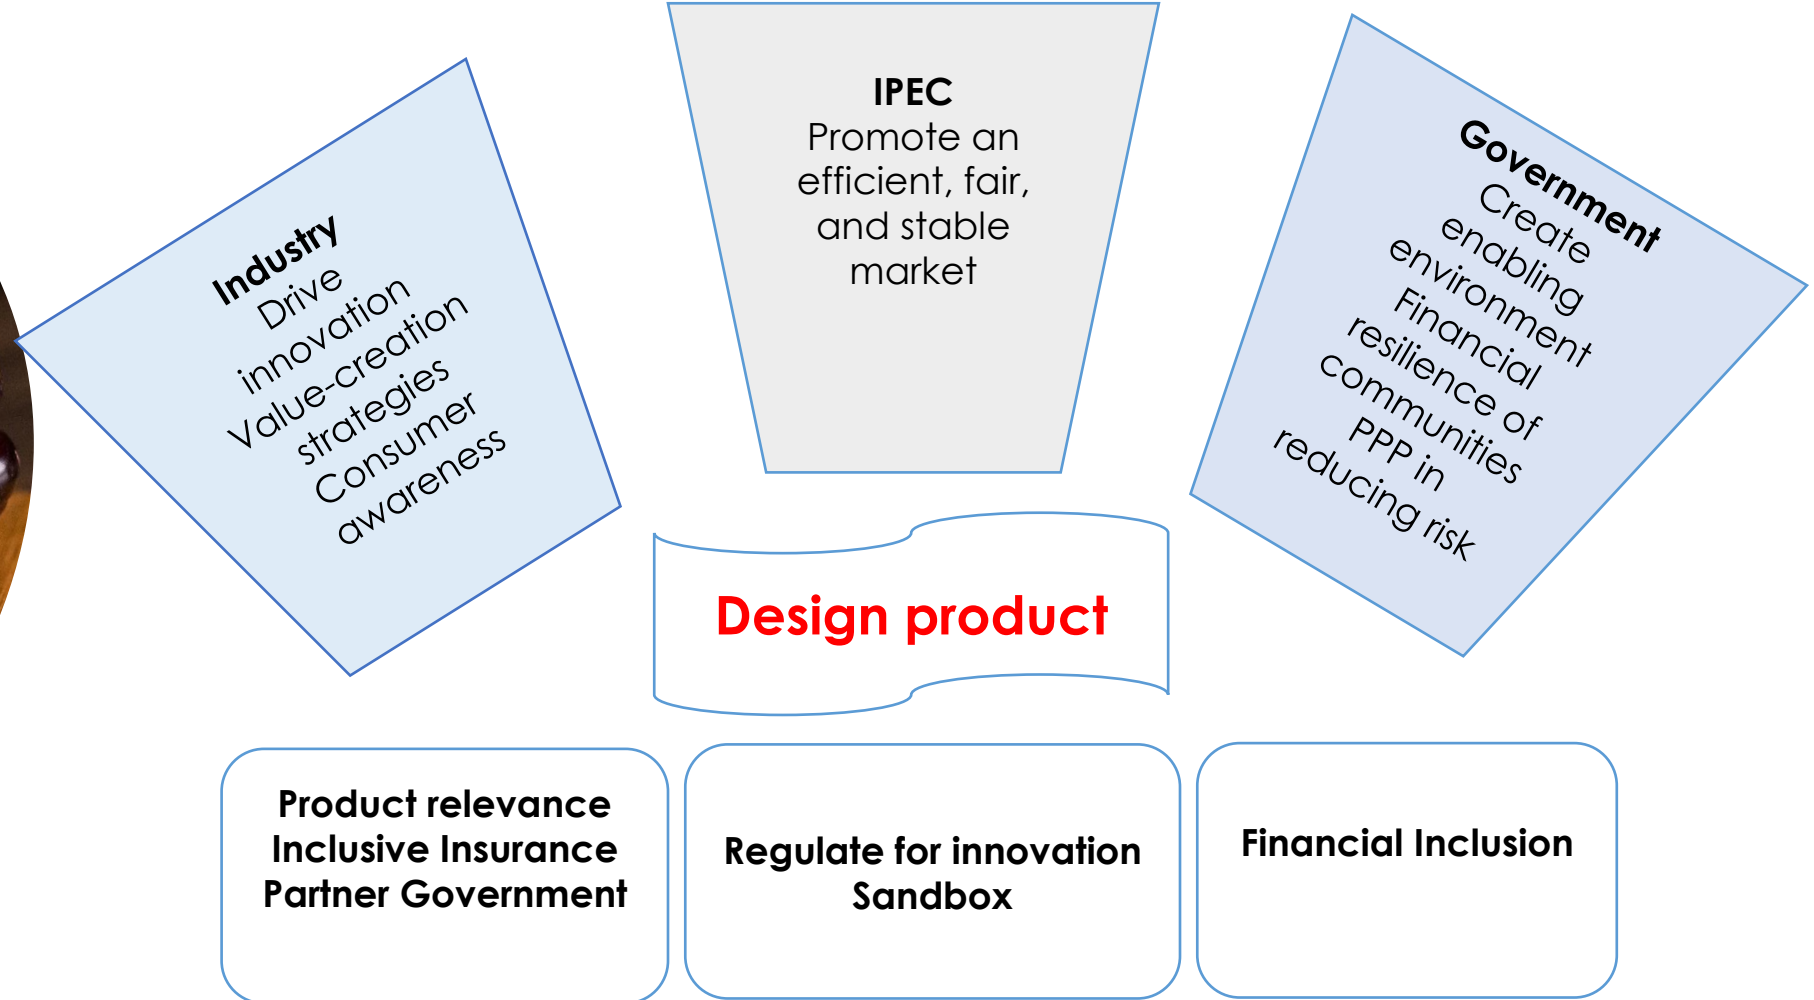 Industry
Drive
innovation
Value-creation
strategies
Consumer
awareness
IPEC
Promote an
efficient, fair,
and stable
market
Government
Create
enabling
environment
Financial
resilience of
communities
PPP in
reducing risk
Design product
Product relevance
Inclusive Insurance
Partner Government
Regulate for innovation
Sandbox
Financial Inclusion